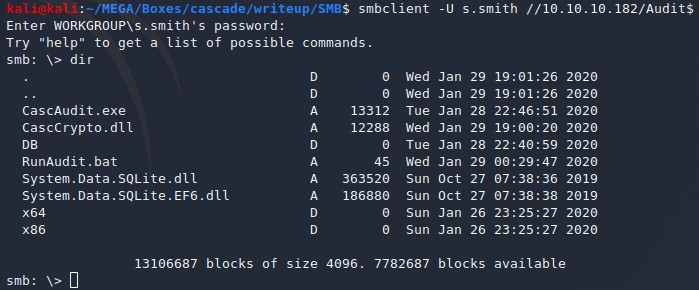 kali@kali:~/MEGA/Boxes/cascade/writeup/SMB$ smbclient -U s.smith //10.10.10.182/Audit$
Enter WORKGROUP\s.smith's password:
Try "help" to get a list of possible commands.
smb: \> dir
  .                                   D        0  Wed Jan 29 19:01:26 2020
  ..                                  D        0  Wed Jan 29 19:01:26 2020
  CascAudit.exe                       A    13312  Tue Jan 28 22:46:51 2020
  CascCrypto.dll                      A    12288  Wed Jan 29 19:00:20 2020
  DB                                  D        0  Tue Jan 28 22:40:59 2020
  RunAudit.bat                        A       45  Wed Jan 29 00:29:47 2020
  System.Data.SQLite.dll              A   363520  Sun Oct 27 07:38:36 2019
  System.Data.SQLite.EF6.dll          A   186880  Sun Oct 27 07:38:38 2019
  x64                                 D        0  Sun Jan 26 23:25:27 2020
  x86                                 D        0  Sun Jan 26 23:25:27 2020
                13106687 blocks of size 4096. 7782687 blocks available
smb: \>